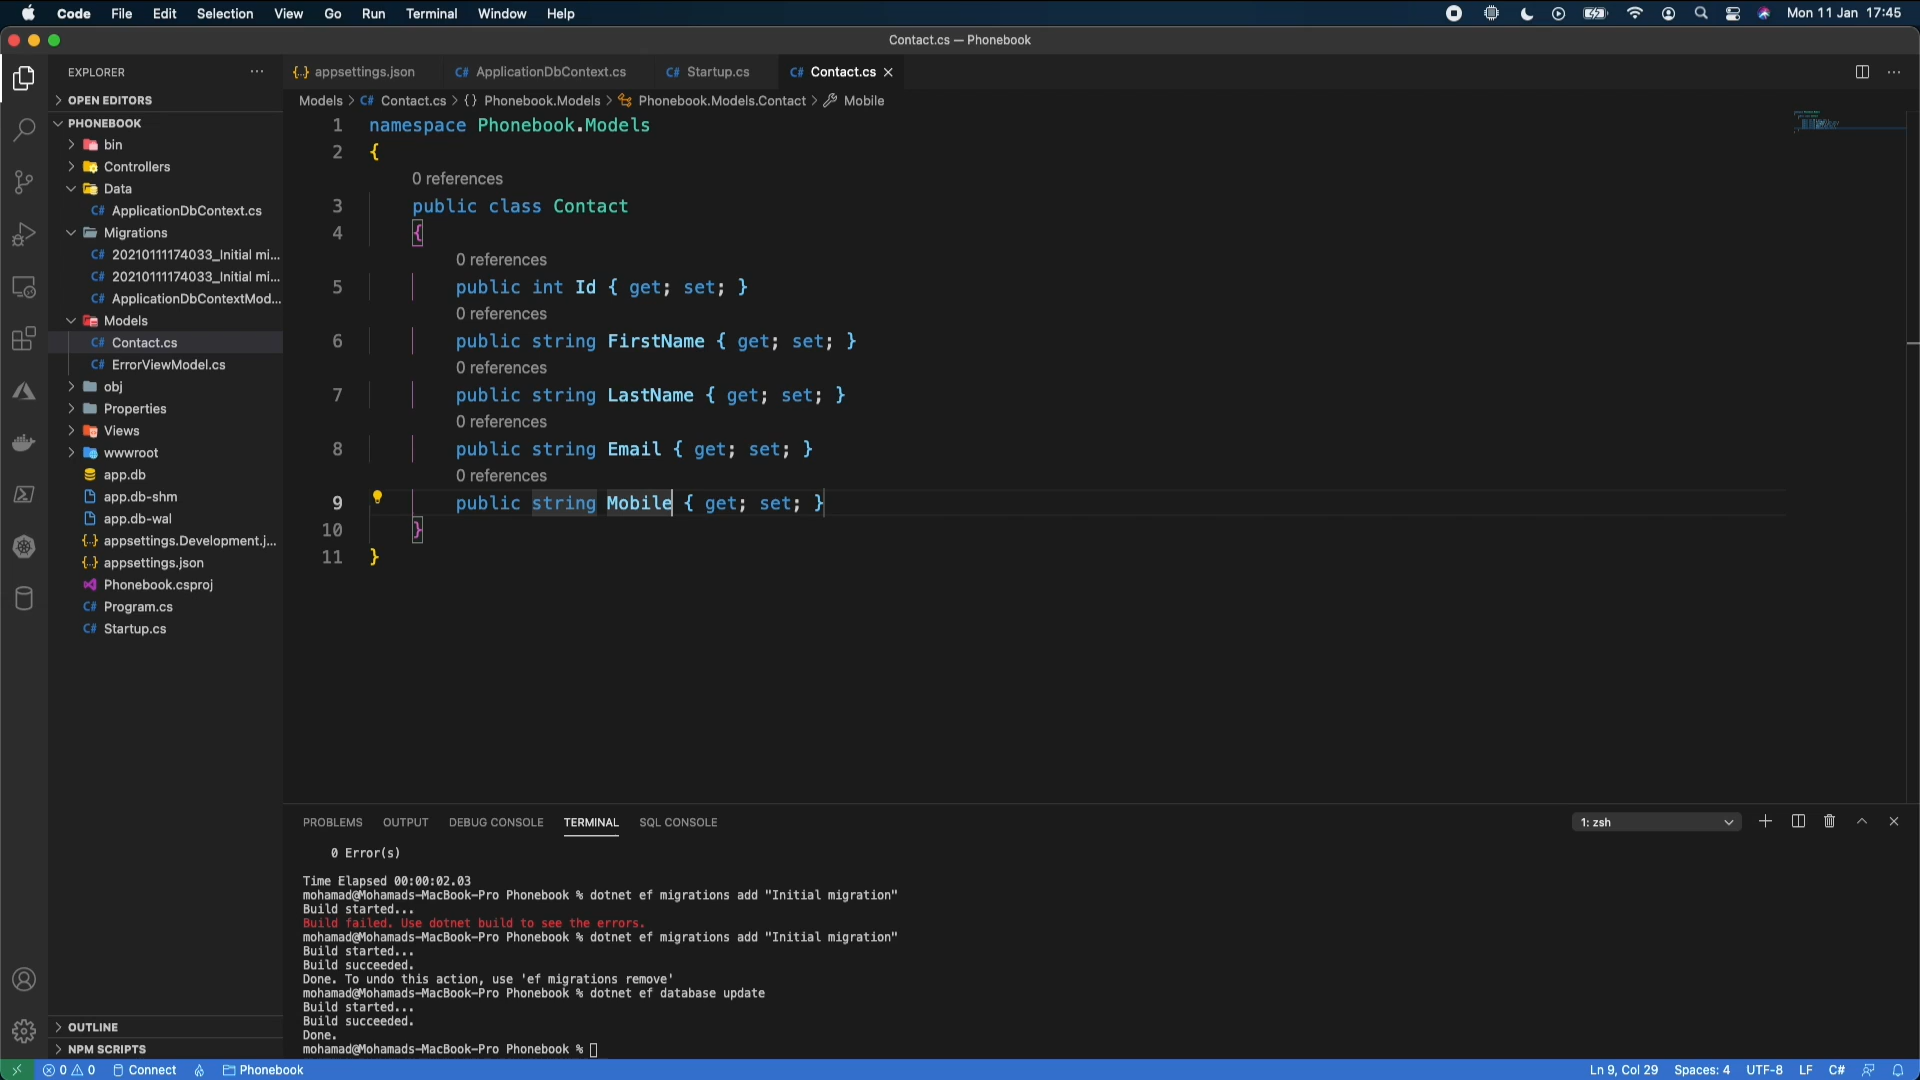 Code File Edit Selection View Go Run Terminal Window Help Mon 11 Jan 17:45
Contact.cs — Phonebook
EXPLORER
OPEN EDITORS
PHONEBOOK
bin
Controllers
Data
C# ApplicationDbContext.cs
Migrations
C# 20210111174033_Initial mi...
C# 20210111174033_Initial mi...
C# ApplicationDbContextMod...
Models
C# Contact.cs
C# ErrorViewModel.cs
obj
Properties
Views
wwwroot
app.db
app.db-shm
app.db-wal
{..} appsettings.Development.j...
{..} appsettings.json
Phonebook.csproj
C# Program.cs
C# Startup.cs
OUTLINE
NPM SCRIPTS
{..} appsettings.json C# ApplicationDbContext.cs C# Startup.cs C# Contact.cs
Models > C# Contact.cs > {} Phonebook.Models > Phonebook.Models.Contact > Mobile
1 namespace Phonebook.Models
2 {
0 references
3 public class Contact
4 {
0 references
5 public int Id { get; set; }
0 references
6 public string FirstName { get; set; }
0 references
7 public string LastName { get; set; }
0 references
8 public string Email { get; set; }
0 references
9 public string Mobile { get; set; }
10 }
11 }
PROBLEMS OUTPUT DEBUG CONSOLE TERMINAL SQL CONSOLE 1: zsh
0 Error(s)
Time Elapsed 00:00:02.03
mohamad@Mohamads-MacBook-Pro Phonebook % dotnet ef migrations add "Initial migration"
Build started...
Build failed. Use dotnet build to see the errors.
mohamad@Mohamads-MacBook-Pro Phonebook % dotnet ef migrations add "Initial migration"
Build started...
Build succeeded.
Done. To undo this action, use 'ef migrations remove'
mohamad@Mohamads-MacBook-Pro Phonebook % dotnet ef database update
Build started...
Build succeeded.
Done.
mohamad@Mohamads-MacBook-Pro Phonebook %
0 0 Connect Phonebook Ln 9, Col 29 Spaces: 4 UTF-8 LF C#